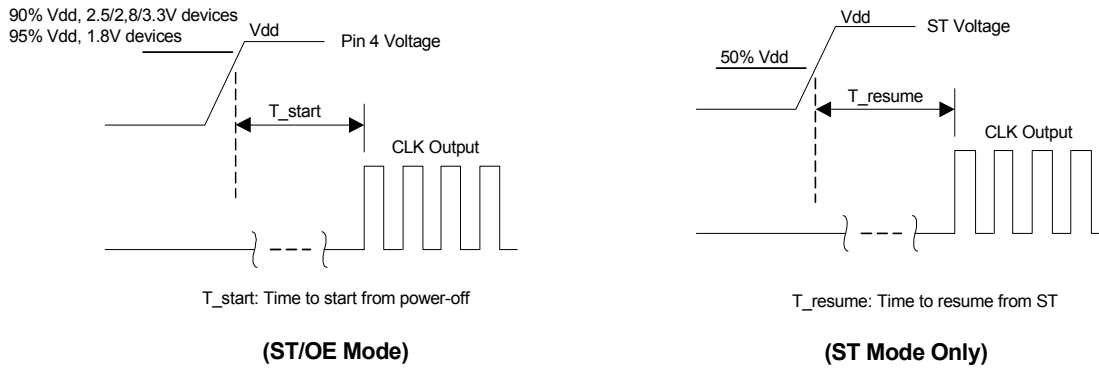 90% Vdd, 2.5/2,8/3.3V devices
95% Vdd, 1.8V devices
Vdd
Pin 4 Voltage
T_start
CLK Output
T_start: Time to start from power-off
(ST/OE Mode)
Vdd
ST Voltage
50% Vdd
T_resume
CLK Output
T_resume: Time to resume from ST
(ST Mode Only)